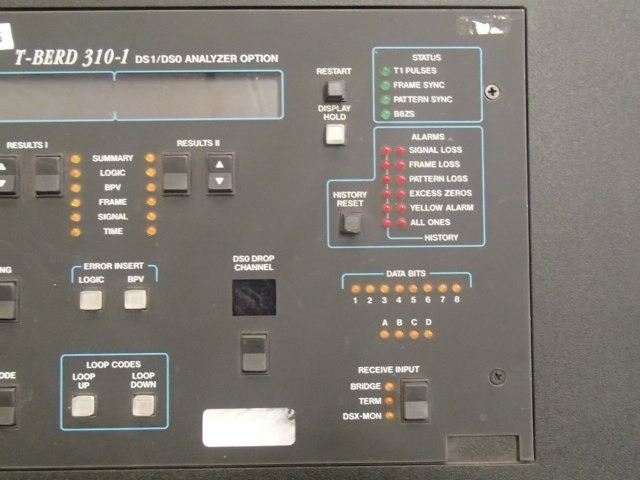 T-BERD 310-1 DS1/DS0 ANALYZER OPTION
RESTART
DISPLAY
HOLD
STATUS
T1 PULSES
FRAME SYNC
PATTERN SYNC
B8ZS
ALARMS
SIGNAL LOSS
FRAME LOSS
PATTERN LOSS
EXCESS ZEROS
YELLOW ALARM
ALL ONES
HISTORY
HISTORY
RESET
RESULTS I
RESULTS II
SUMMARY
LOGIC
BPV
FRAME
SIGNAL
TIME
ERROR INSERT
LOGIC BPV
DS0 DROP
CHANNEL
DATA BITS
1 2 3 4 5 6 7 8
A B C D
LOOP CODES
LOOP
UP
LOOP
DOWN
RECEIVE INPUT
BRIDGE
TERM
DSX-MON